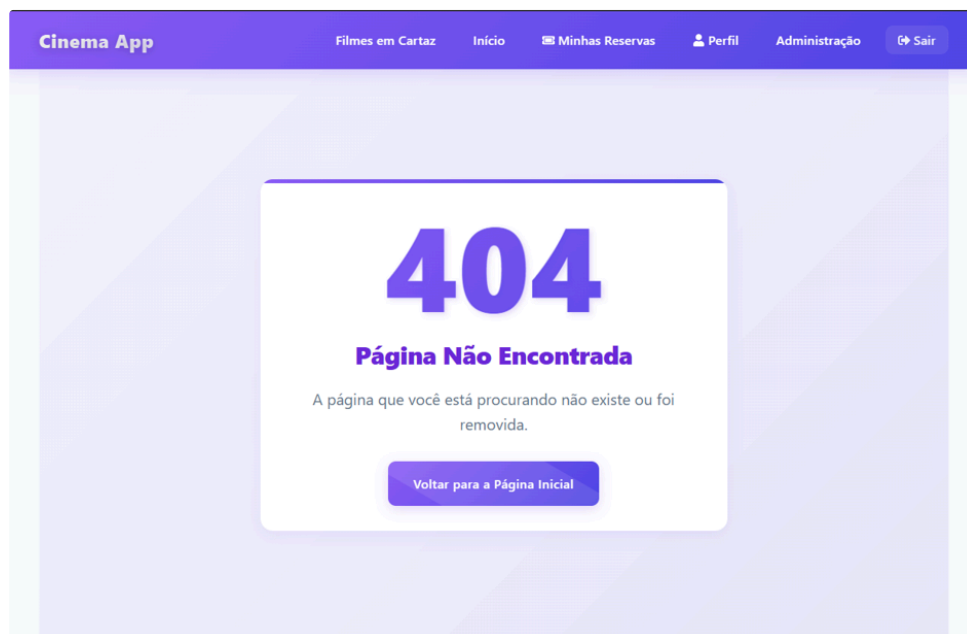 Cinema App
Filmes em Cartaz
Início
Minhas Reservas
Perfil
Administração
Sair
404
Página Não Encontrada
A página que você está procurando não existe ou foi
removida.
Voltar para a Página Inicial